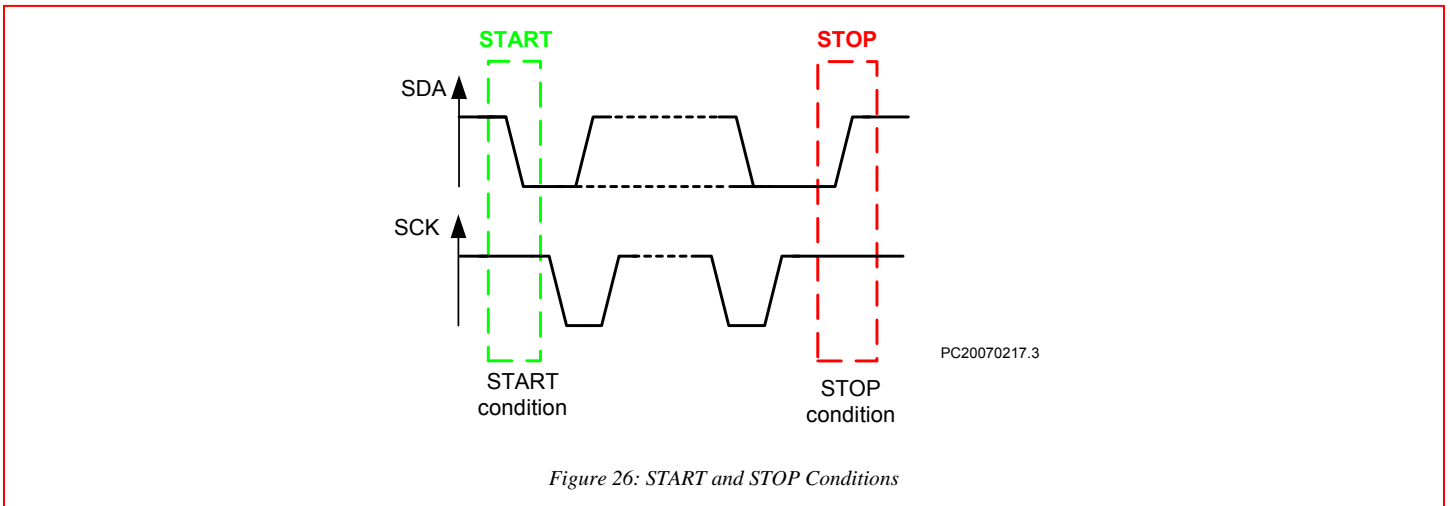 START
STOP
SDA
SCK
PC20070217.3
START
condition
STOP
condition
Figure 26: START and STOP Conditions